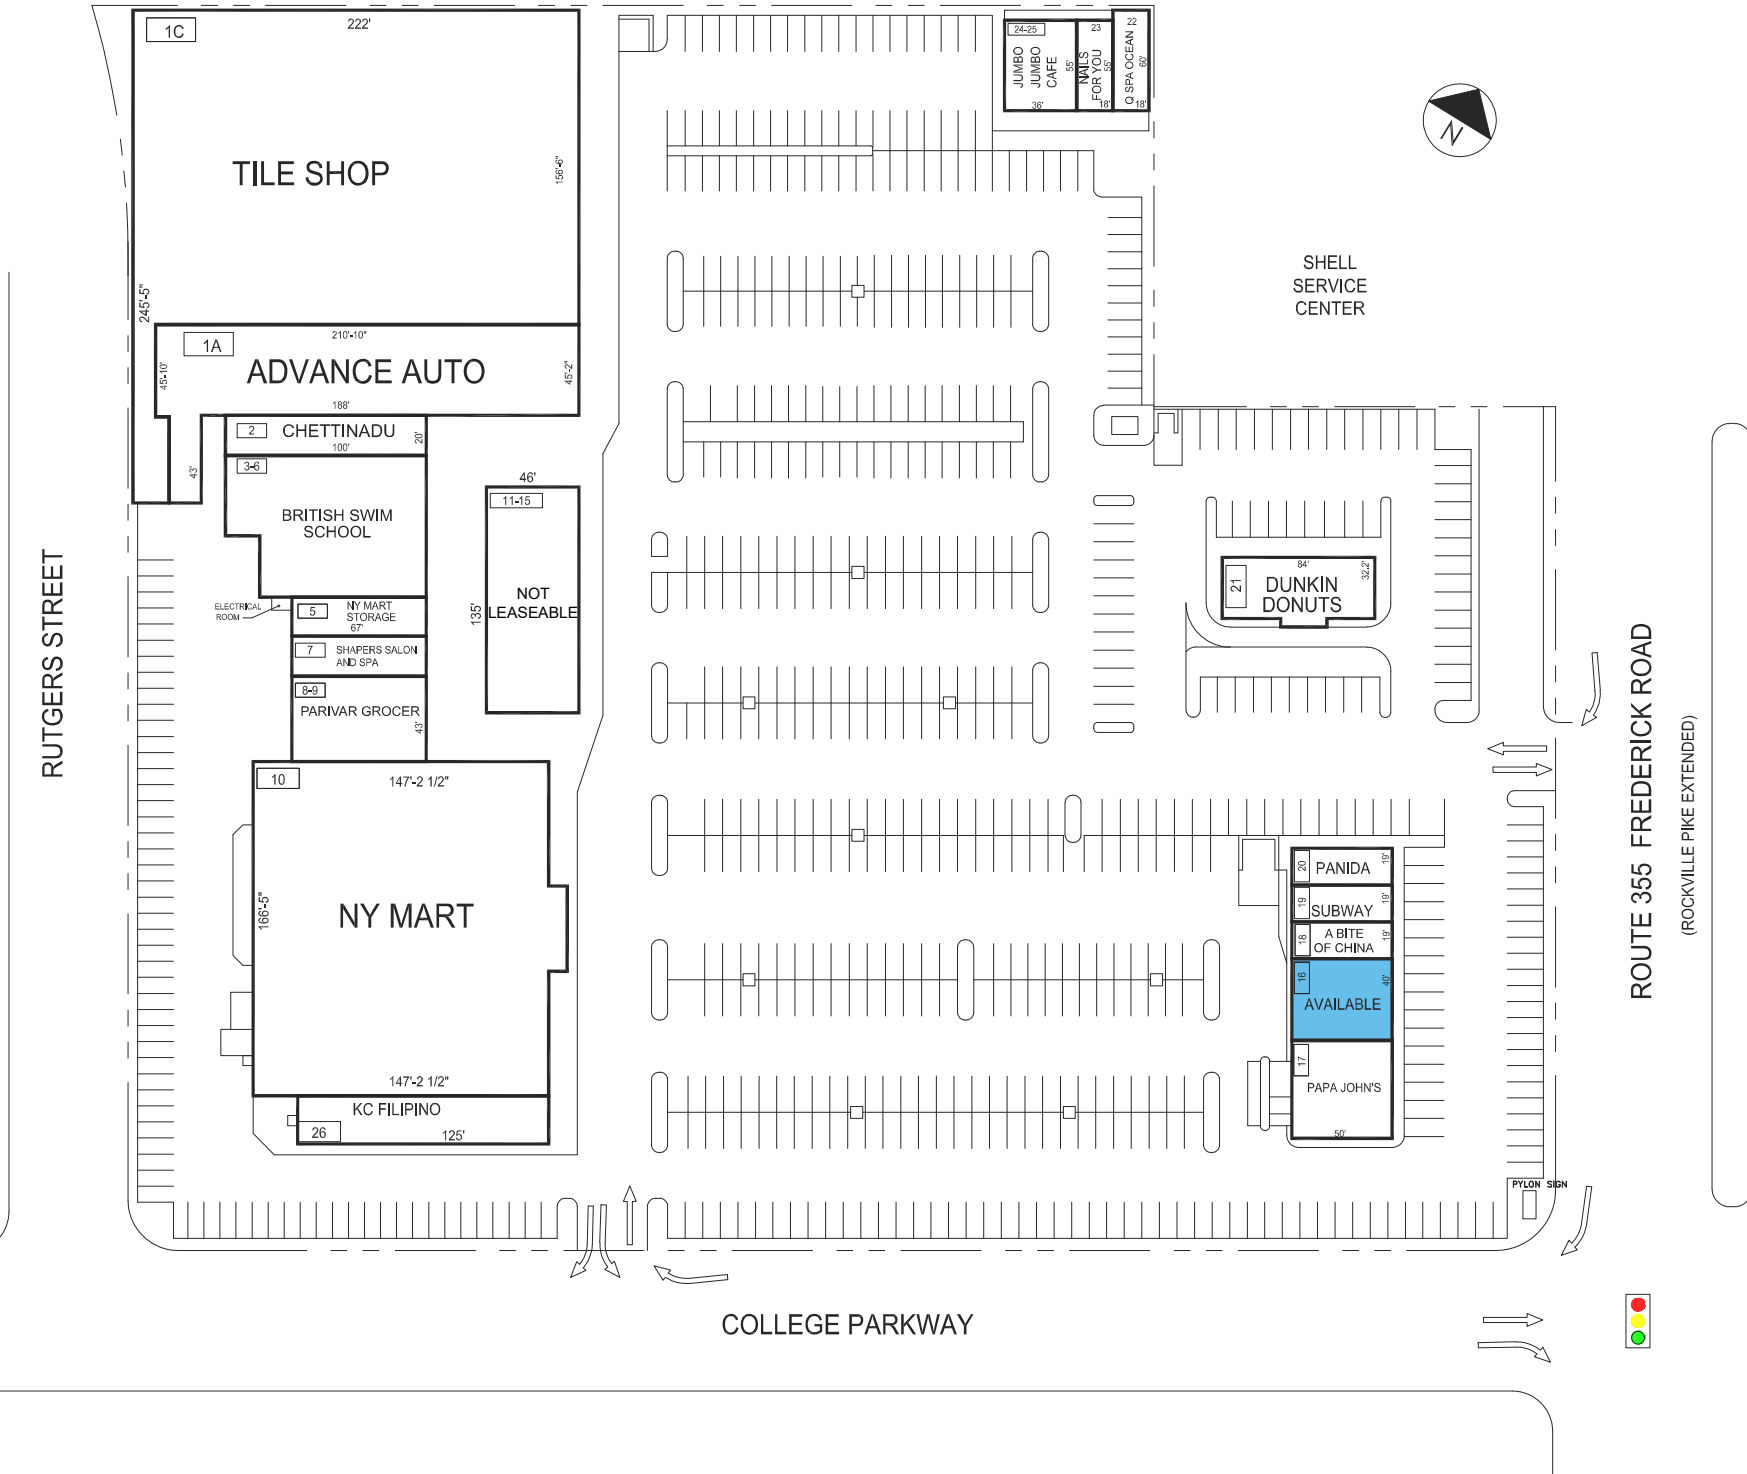 1C
222'
TILE SHOP
156'-6"
245'-5"
1A
210'-10"
ADVANCE AUTO
45'-10"
45'-2"
188'
43'
2
CHETTINADU
100'
20'
3-6
BRITISH SWIM
SCHOOL
ELECTRICAL
ROOM
5
NY MART
STORAGE
67'
7
SHAPERS SALON
AND SPA
8-9
PARIVAR GROCER
43'
46'
11-15
NOT
LEASEABLE
135'
10
147'-2 1/2"
NY MART
166'-5"
147'-2 1/2"
KC FILIPINO
26
125'
RUTGERS STREET
24-25
JUMBO
JUMBO
CAFE
55'
36'
23
NAILS
FOR YOU
55'
18'
22
Q SPA OCEAN
60'
18'
N
SHELL
SERVICE
CENTER
21
84'
32.2'
DUNKIN
DONUTS
20
PANIDA
19'
19
SUBWAY
19'
18
A BITE
OF CHINA
19'
16
AVAILABLE
40'
17
PAPA JOHN'S
50'
PYLON SIGN
ROUTE 355 FREDERICK ROAD
(ROCKVILLE PIKE EXTENDED)
COLLEGE PARKWAY